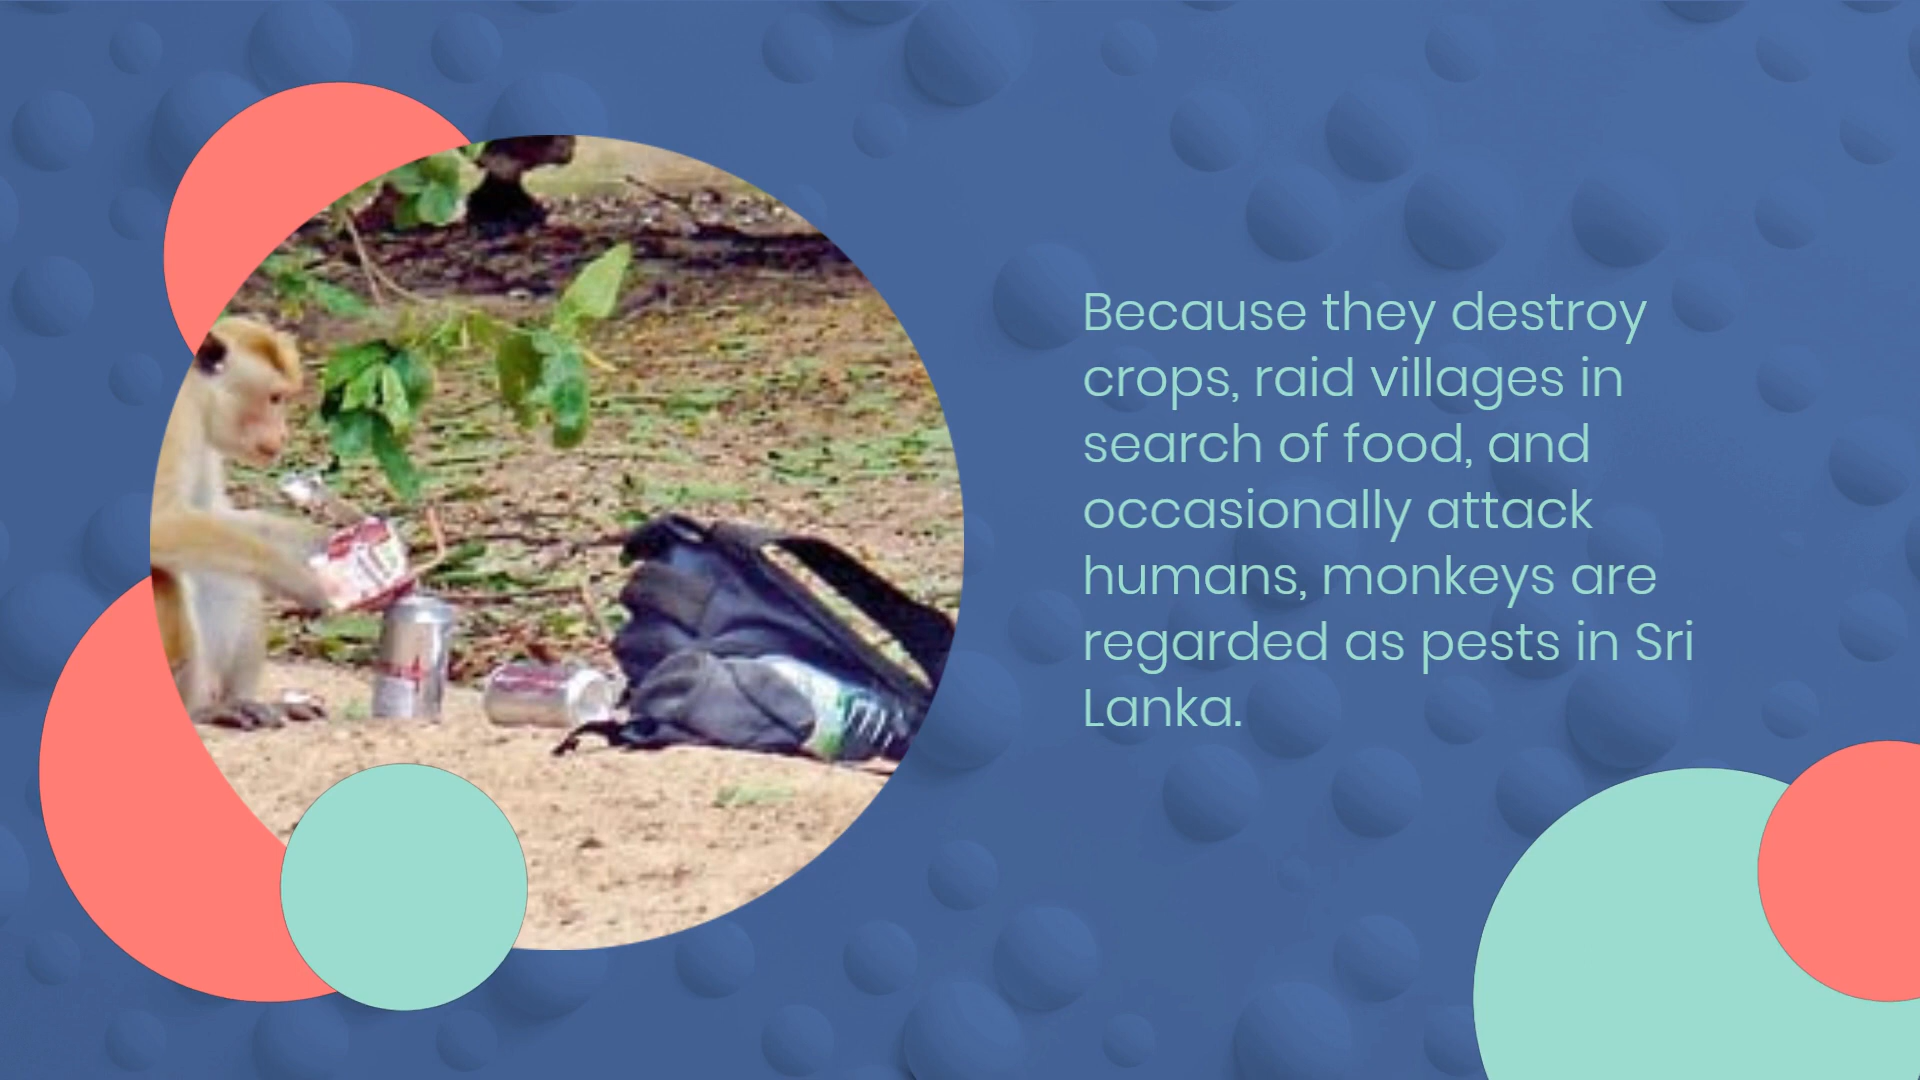 Because they destroy
crops, raid villages in
search of food, and
occasionally attack
humans, monkeys are
regarded as pests in Sri
Lanka.